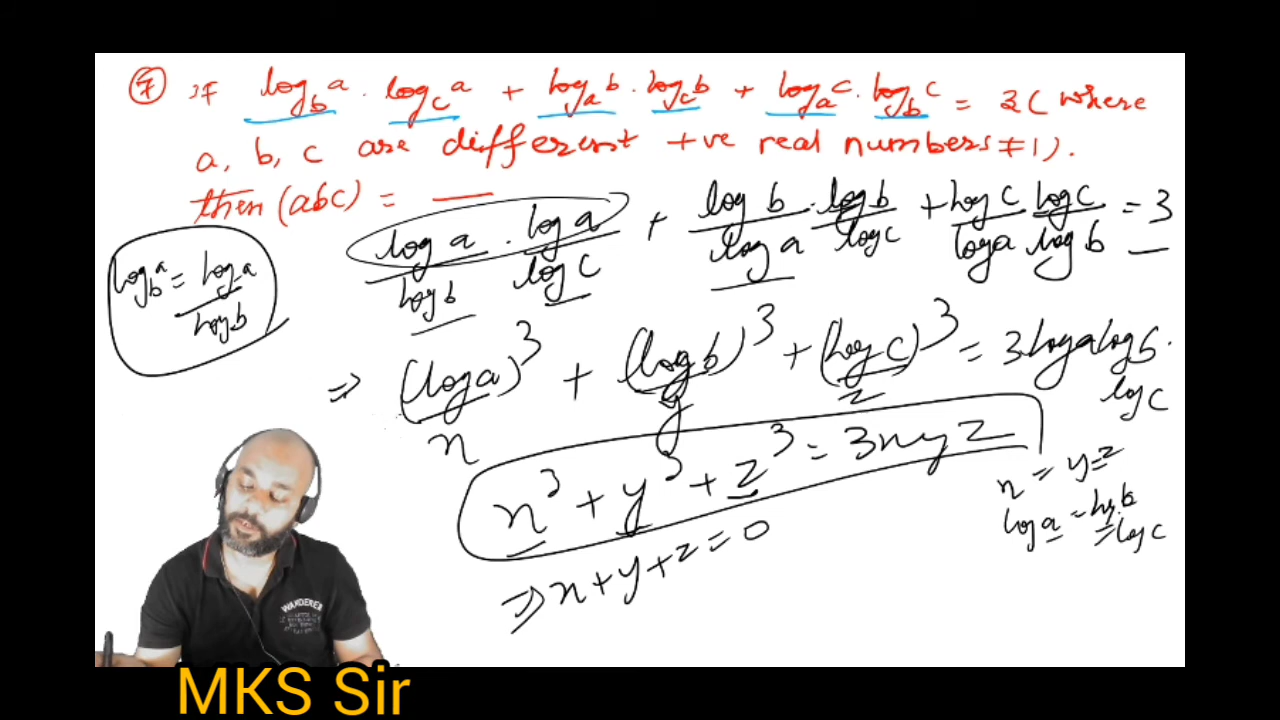 ⑦ If log_b a · log_c a + log_a b · log_c b + log_a c · log_b c = 3 (where
a, b, c are different +ve real numbers ≠ 1).
then (abc) = __
log a / log b · log a / log c + log b / log a · log b / log c + log c / log a · log c / log b = 3
log_b a = log a / log b
⇒ (log a)³ + (log b)³ + (log c)³ = 3 log a log b · log c
x y z
x³ + y³ + z³ = 3xyz
x = y = z
log a = log b = log c
⇒ x + y + z = 0
WANDERER
MKS Sir